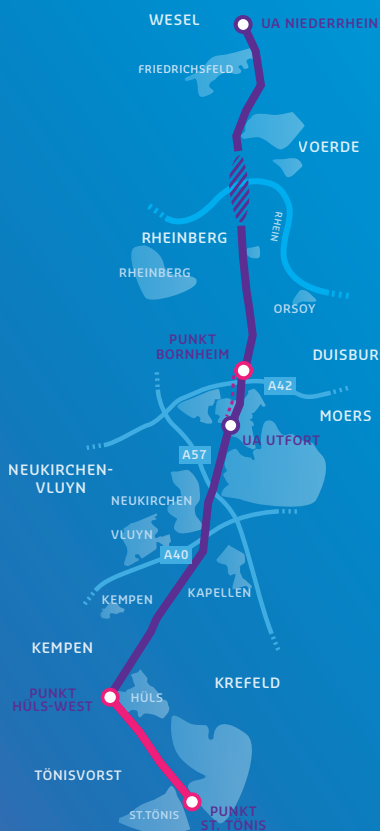 WESEL
UA NIEDERRHEIN
FRIEDRICHSFELD
VOERDE
RHEIN
RHEINBERG
RHEINBERG
ORSOY
PUNKT
BORNHEIM
DUISBUR
A42
MOERS
UA UTFORT
A57
NEUKIRCHEN-
VLUYN
NEUKIRCHEN
VLUYN
A40
KEMPEN
KAPELLEN
KEMPEN
KREFELD
PUNKT
HÜLS-WEST
HÜLS
TÖNISVORST
ST.TÖNIS
PUNKT
ST. TÖNIS